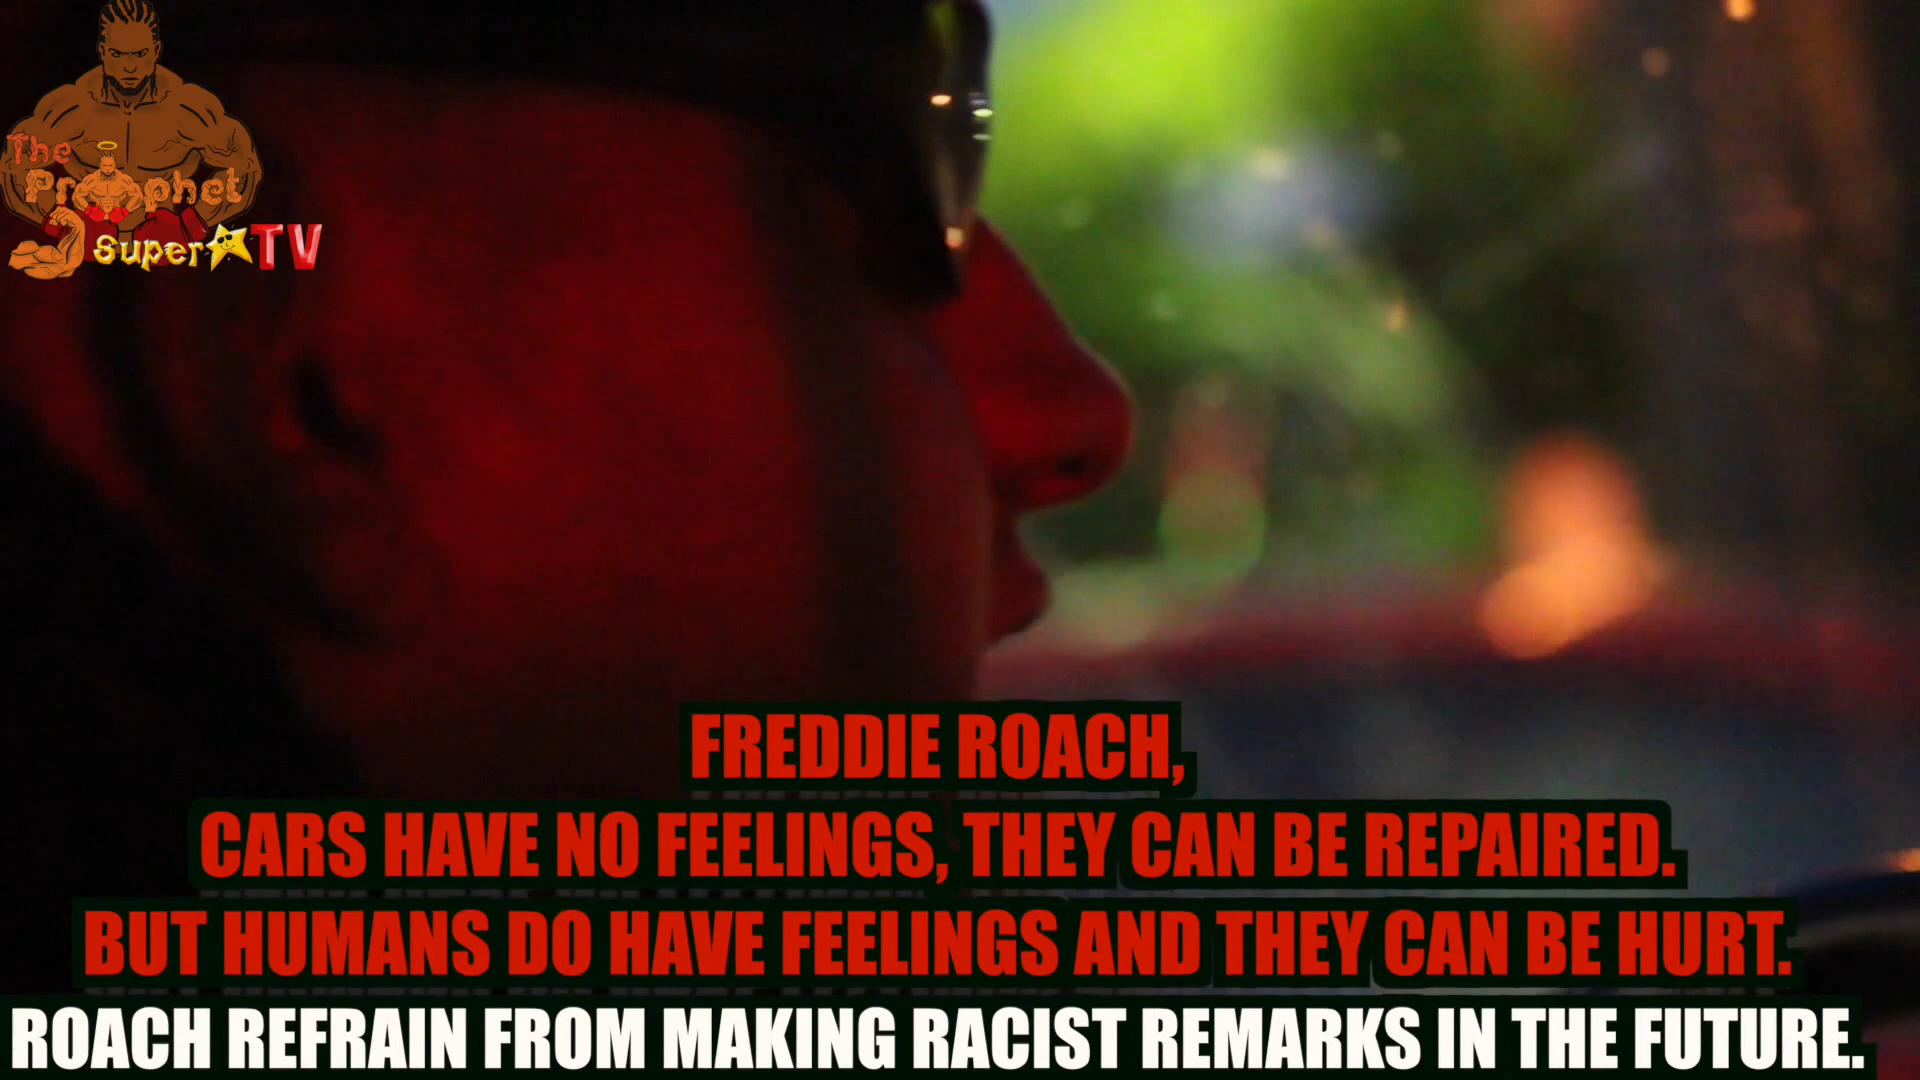 The
Prophet
Super TV
FREDDIE ROACH,
CARS HAVE NO FEELINGS, THEY CAN BE REPAIRED.
BUT HUMANS DO HAVE FEELINGS AND THEY CAN BE HURT.
ROACH REFRAIN FROM MAKING RACIST REMARKS IN THE FUTURE.